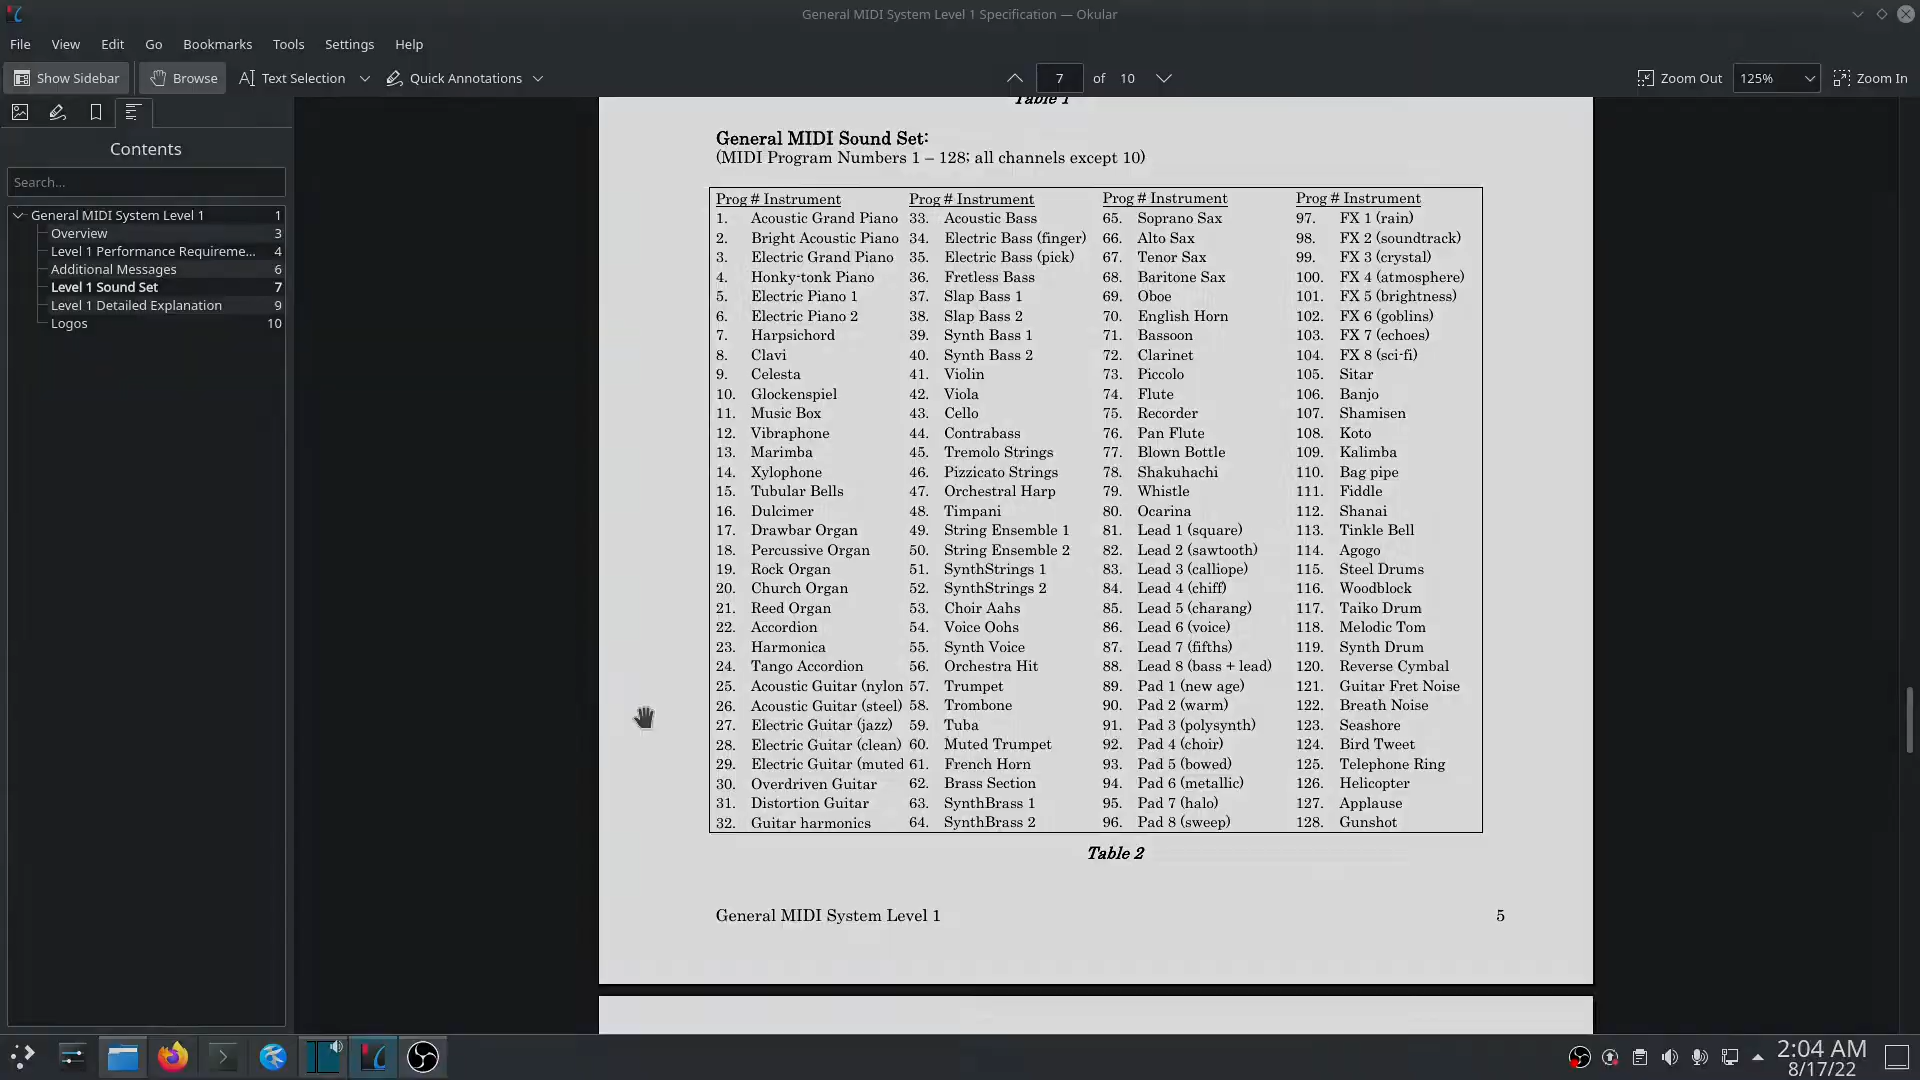 General MIDI System Level 1 Specification — Okular
File View Edit Go Bookmarks Tools Settings Help
Show Sidebar Browse Text Selection Quick Annotations 7 of 10 Zoom Out 125% Zoom In
Contents
Search...
General MIDI System Level 1 1
Overview 3
Level 1 Performance Requireme... 4
Additional Messages 6
Level 1 Sound Set 7
Level 1 Detailed Explanation 9
Logos 10
Table 1
General MIDI Sound Set:
(MIDI Program Numbers 1 – 128; all channels except 10)
Prog # Instrument Prog # Instrument Prog # Instrument Prog # Instrument
1. Acoustic Grand Piano 33. Acoustic Bass 65. Soprano Sax 97. FX 1 (rain)
2. Bright Acoustic Piano 34. Electric Bass (finger) 66. Alto Sax 98. FX 2 (soundtrack)
3. Electric Grand Piano 35. Electric Bass (pick) 67. Tenor Sax 99. FX 3 (crystal)
4. Honky-tonk Piano 36. Fretless Bass 68. Baritone Sax 100. FX 4 (atmosphere)
5. Electric Piano 1 37. Slap Bass 1 69. Oboe 101. FX 5 (brightness)
6. Electric Piano 2 38. Slap Bass 2 70. English Horn 102. FX 6 (goblins)
7. Harpsichord 39. Synth Bass 1 71. Bassoon 103. FX 7 (echoes)
8. Clavi 40. Synth Bass 2 72. Clarinet 104. FX 8 (sci-fi)
9. Celesta 41. Violin 73. Piccolo 105. Sitar
10. Glockenspiel 42. Viola 74. Flute 106. Banjo
11. Music Box 43. Cello 75. Recorder 107. Shamisen
12. Vibraphone 44. Contrabass 76. Pan Flute 108. Koto
13. Marimba 45. Tremolo Strings 77. Blown Bottle 109. Kalimba
14. Xylophone 46. Pizzicato Strings 78. Shakuhachi 110. Bag pipe
15. Tubular Bells 47. Orchestral Harp 79. Whistle 111. Fiddle
16. Dulcimer 48. Timpani 80. Ocarina 112. Shanai
17. Drawbar Organ 49. String Ensemble 1 81. Lead 1 (square) 113. Tinkle Bell
18. Percussive Organ 50. String Ensemble 2 82. Lead 2 (sawtooth) 114. Agogo
19. Rock Organ 51. SynthStrings 1 83. Lead 3 (calliope) 115. Steel Drums
20. Church Organ 52. SynthStrings 2 84. Lead 4 (chiff) 116. Woodblock
21. Reed Organ 53. Choir Aahs 85. Lead 5 (charang) 117. Taiko Drum
22. Accordion 54. Voice Oohs 86. Lead 6 (voice) 118. Melodic Tom
23. Harmonica 55. Synth Voice 87. Lead 7 (fifths) 119. Synth Drum
24. Tango Accordion 56. Orchestra Hit 88. Lead 8 (bass + lead) 120. Reverse Cymbal
25. Acoustic Guitar (nylon 57. Trumpet 89. Pad 1 (new age) 121. Guitar Fret Noise
26. Acoustic Guitar (steel) 58. Trombone 90. Pad 2 (warm) 122. Breath Noise
27. Electric Guitar (jazz) 59. Tuba 91. Pad 3 (polysynth) 123. Seashore
28. Electric Guitar (clean) 60. Muted Trumpet 92. Pad 4 (choir) 124. Bird Tweet
29. Electric Guitar (muted 61. French Horn 93. Pad 5 (bowed) 125. Telephone Ring
30. Overdriven Guitar 62. Brass Section 94. Pad 6 (metallic) 126. Helicopter
31. Distortion Guitar 63. SynthBrass 1 95. Pad 7 (halo) 127. Applause
32. Guitar harmonics 64. SynthBrass 2 96. Pad 8 (sweep) 128. Gunshot
Table 2
General MIDI System Level 1 5
2:04 AM
8/17/22